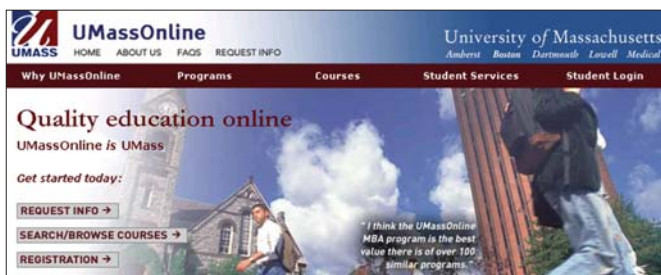 UMASS
UMassOnline
HOME ABOUT US FAQS REQUEST INFO
University of Massachusetts
Amherst Boston Dartmouth Lowell Medical
Why UMassOnline Programs Courses Student Services Student Login
Quality education online
UMassOnline is UMass
Get started today:
REQUEST INFO →
SEARCH/BROWSE COURSES →
REGISTRATION →
"I think the UMassOnline
MBA program is the best
value there is of over 100
similar programs."